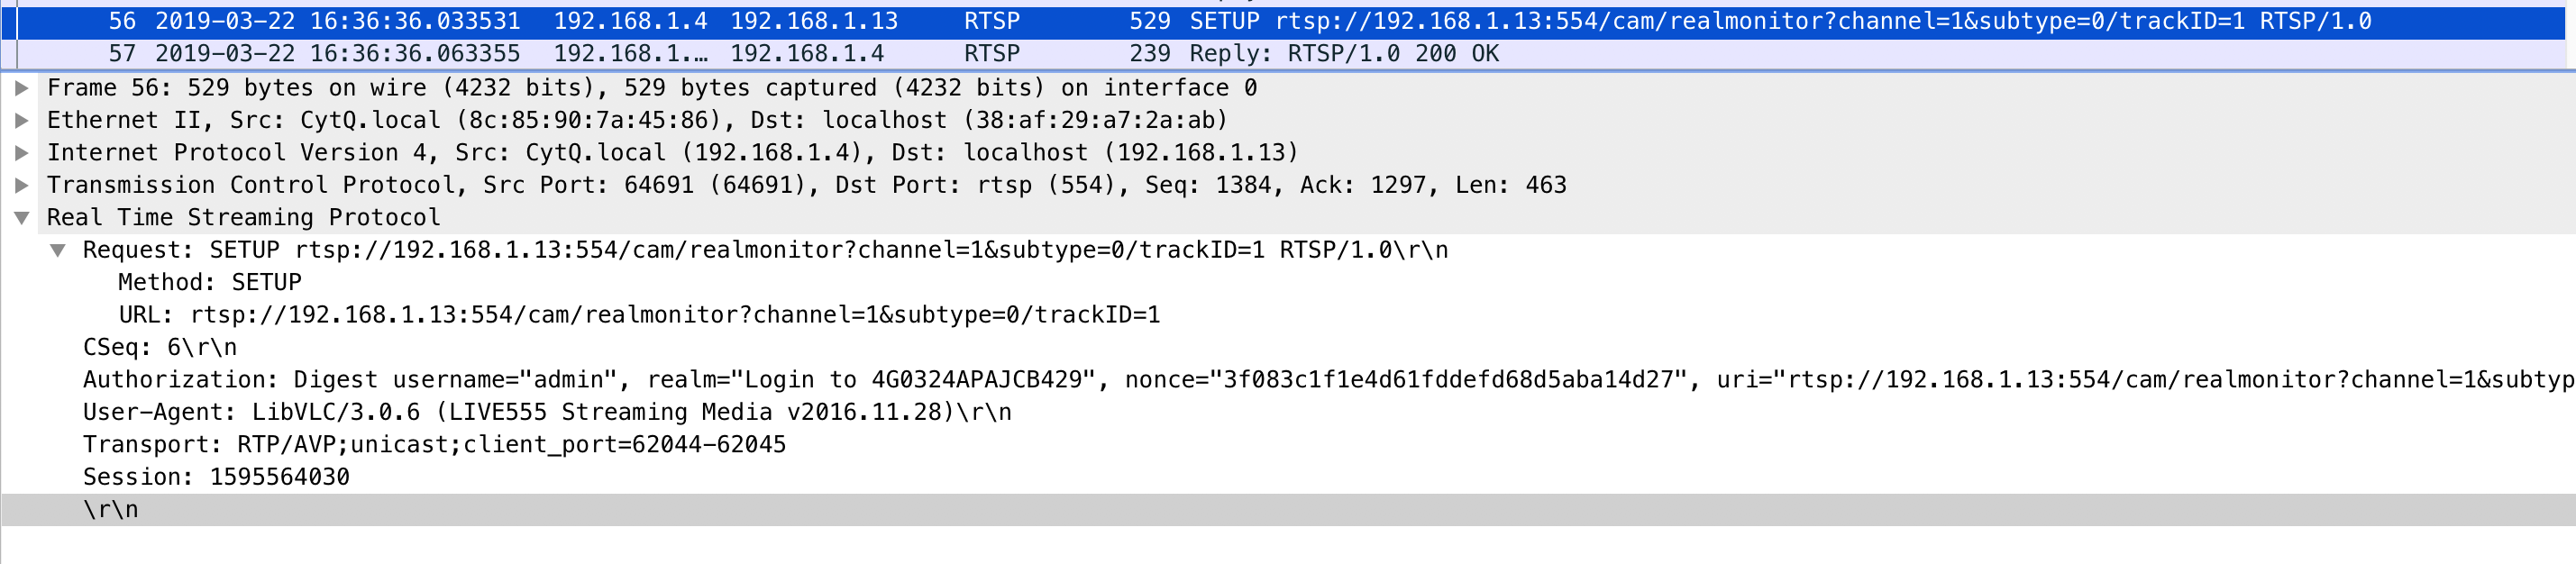 56 2019-03-22 16:36:36.033531 192.168.1.4 192.168.1.13 RTSP 529 SETUP rtsp://192.168.1.13:554/cam/realmonitor?channel=1&subtype=0/trackID=1 RTSP/1.0
57 2019-03-22 16:36:36.063355 192.168.1.… 192.168.1.4 RTSP 239 Reply: RTSP/1.0 200 OK
Frame 56: 529 bytes on wire (4232 bits), 529 bytes captured (4232 bits) on interface 0
Ethernet II, Src: CytQ.local (8c:85:90:7a:45:86), Dst: localhost (38:af:29:a7:2a:ab)
Internet Protocol Version 4, Src: CytQ.local (192.168.1.4), Dst: localhost (192.168.1.13)
Transmission Control Protocol, Src Port: 64691 (64691), Dst Port: rtsp (554), Seq: 1384, Ack: 1297, Len: 463
Real Time Streaming Protocol
Request: SETUP rtsp://192.168.1.13:554/cam/realmonitor?channel=1&subtype=0/trackID=1 RTSP/1.0\r\n
Method: SETUP
URL: rtsp://192.168.1.13:554/cam/realmonitor?channel=1&subtype=0/trackID=1
CSeq: 6\r\n
Authorization: Digest username="admin", realm="Login to 4G0324APAJCB429", nonce="3f083c1f1e4d61fddefd68d5aba14d27", uri="rtsp://192.168.1.13:554/cam/realmonitor?channel=1&subtyp
User-Agent: LibVLC/3.0.6 (LIVE555 Streaming Media v2016.11.28)\r\n
Transport: RTP/AVP;unicast;client_port=62044-62045
Session: 1595564030
\r\n